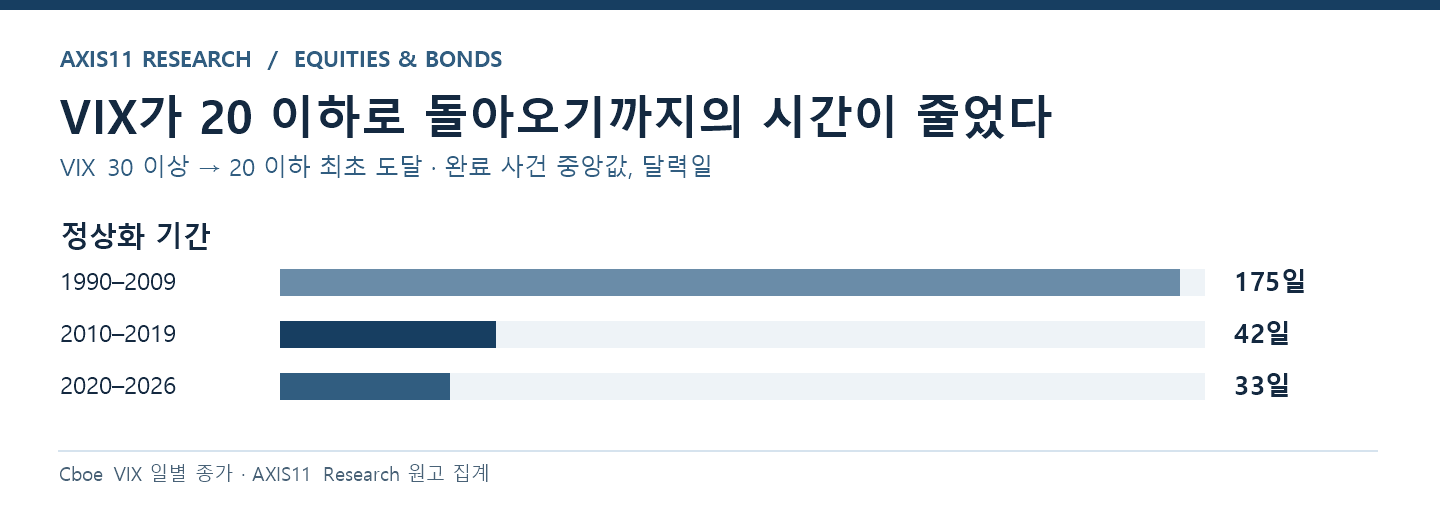 AXIS11 RESEARCH / EQUITIES & BONDS
VIX가 20 이하로 돌아오기까지의 시간이 줄었다
VIX 30 이상 → 20 이하 최초 도달 · 완료 사건 중앙값, 달력일
정상화 기간
1990–2009 175일
2010–2019 42일
2020–2026 33일
Cboe VIX 일별 종가 · AXIS11 Research 원고 집계